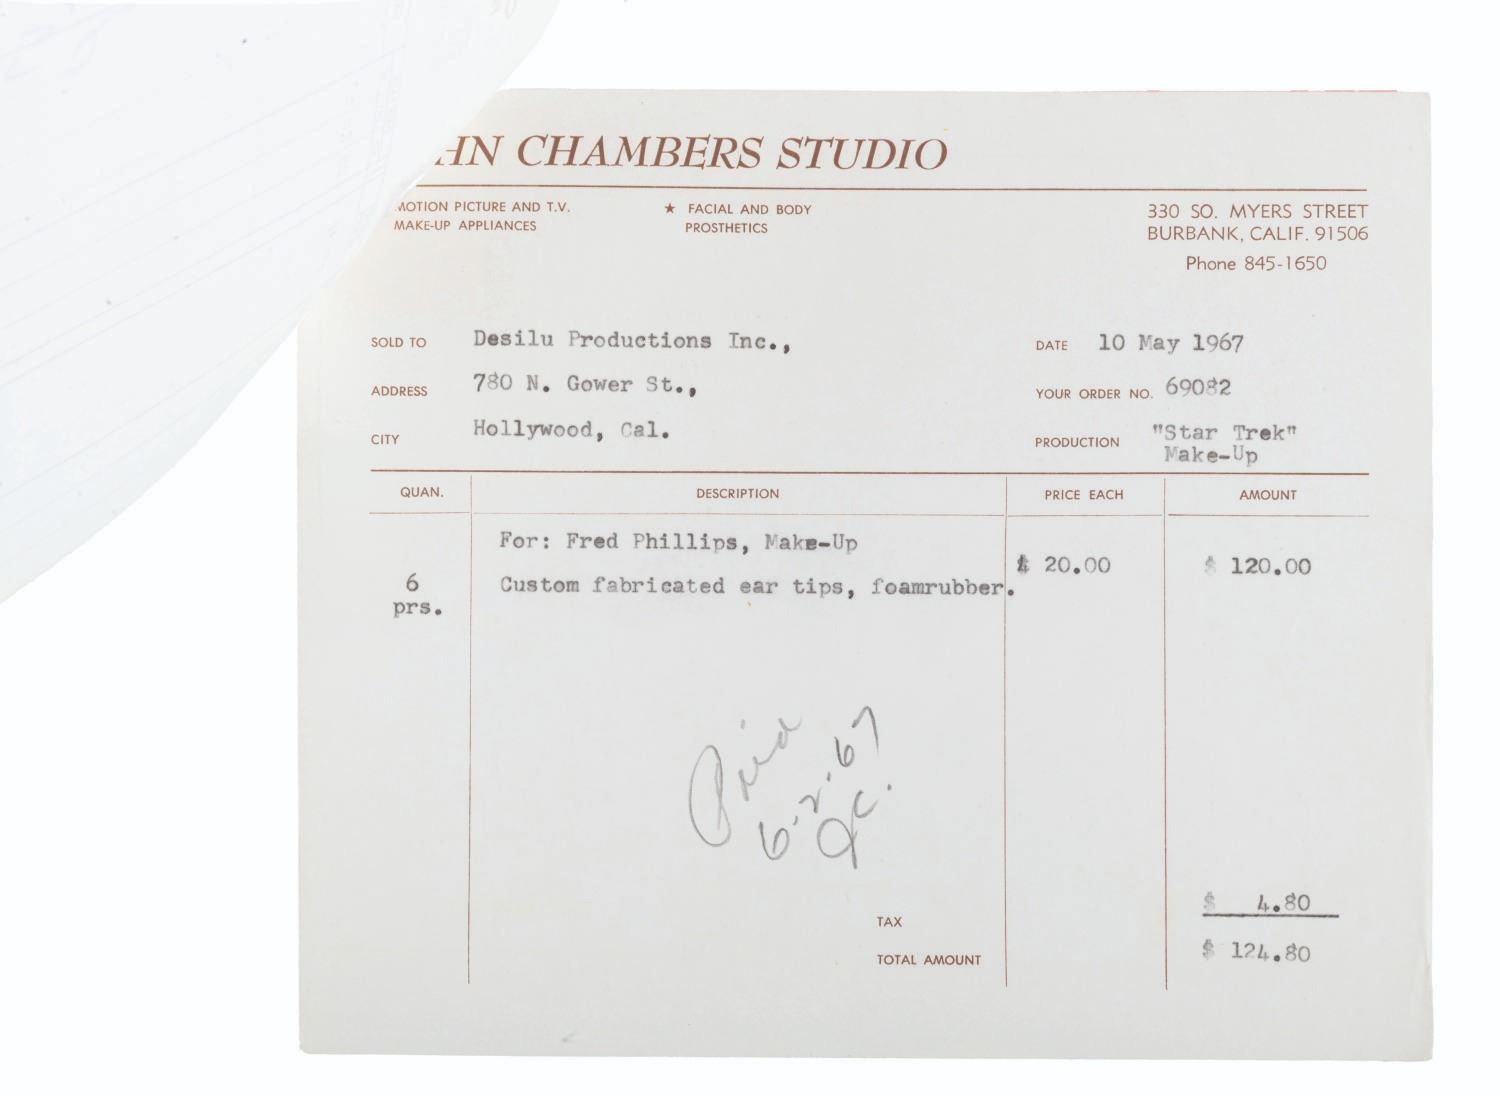 HN CHAMBERS STUDIO
MOTION PICTURE AND T.V.
MAKE-UP APPLIANCES
★ FACIAL AND BODY
PROSTHETICS
330 SO. MYERS STREET
BURBANK, CALIF. 91506
Phone 845-1650
SOLD TO Desilu Productions Inc.,
ADDRESS 780 N. Gower St.,
CITY Hollywood, Cal.
DATE 10 May 1967
YOUR ORDER NO. 69082
PRODUCTION "Star Trek"
Make-Up
QUAN. DESCRIPTION PRICE EACH AMOUNT
For: Fred Phillips, Make-Up
$ 20.00 $ 120.00
6 Custom fabricated ear tips, foamrubber.
prs.
Paid
6-2-67
JC.
$ 4.80
TAX
TOTAL AMOUNT $ 124.80